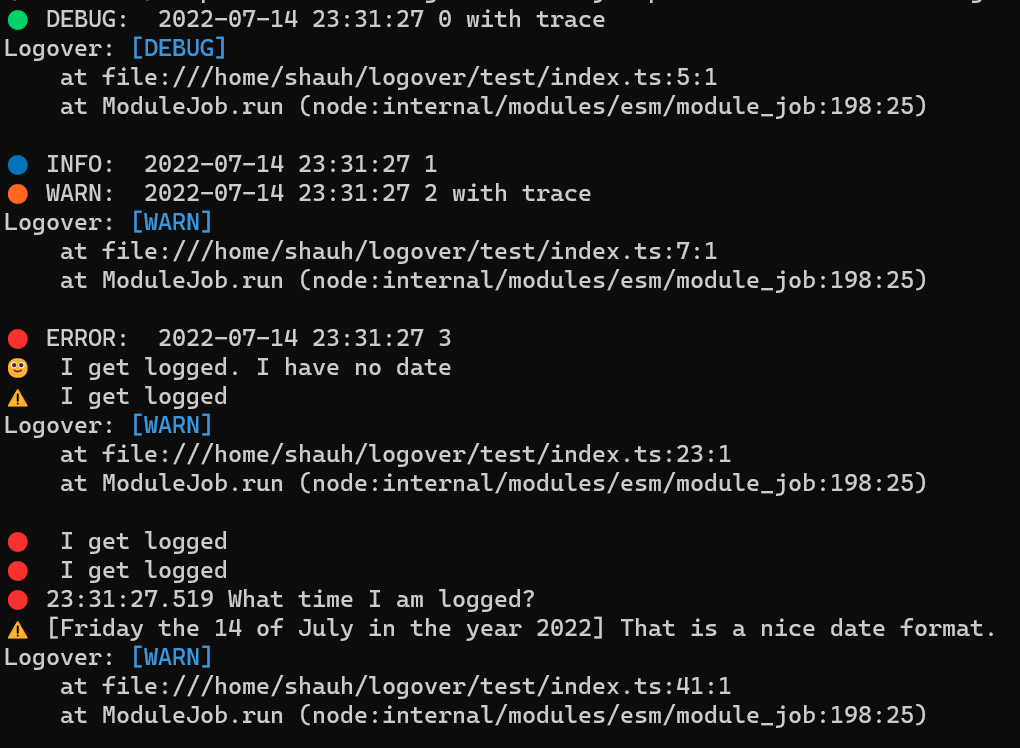 DEBUG: 2022-07-14 23:31:27 0 with trace
Logover: [DEBUG]
at file:///home/shauh/logover/test/index.ts:5:1
at ModuleJob.run (node:internal/modules/esm/module_job:198:25)
INFO: 2022-07-14 23:31:27 1
WARN: 2022-07-14 23:31:27 2 with trace
Logover: [WARN]
at file:///home/shauh/logover/test/index.ts:7:1
at ModuleJob.run (node:internal/modules/esm/module_job:198:25)
ERROR: 2022-07-14 23:31:27 3
I get logged. I have no date
I get logged
Logover: [WARN]
at file:///home/shauh/logover/test/index.ts:23:1
at ModuleJob.run (node:internal/modules/esm/module_job:198:25)
I get logged
I get logged
23:31:27.519 What time I am logged?
[Friday the 14 of July in the year 2022] That is a nice date format.
Logover: [WARN]
at file:///home/shauh/logover/test/index.ts:41:1
at ModuleJob.run (node:internal/modules/esm/module_job:198:25)